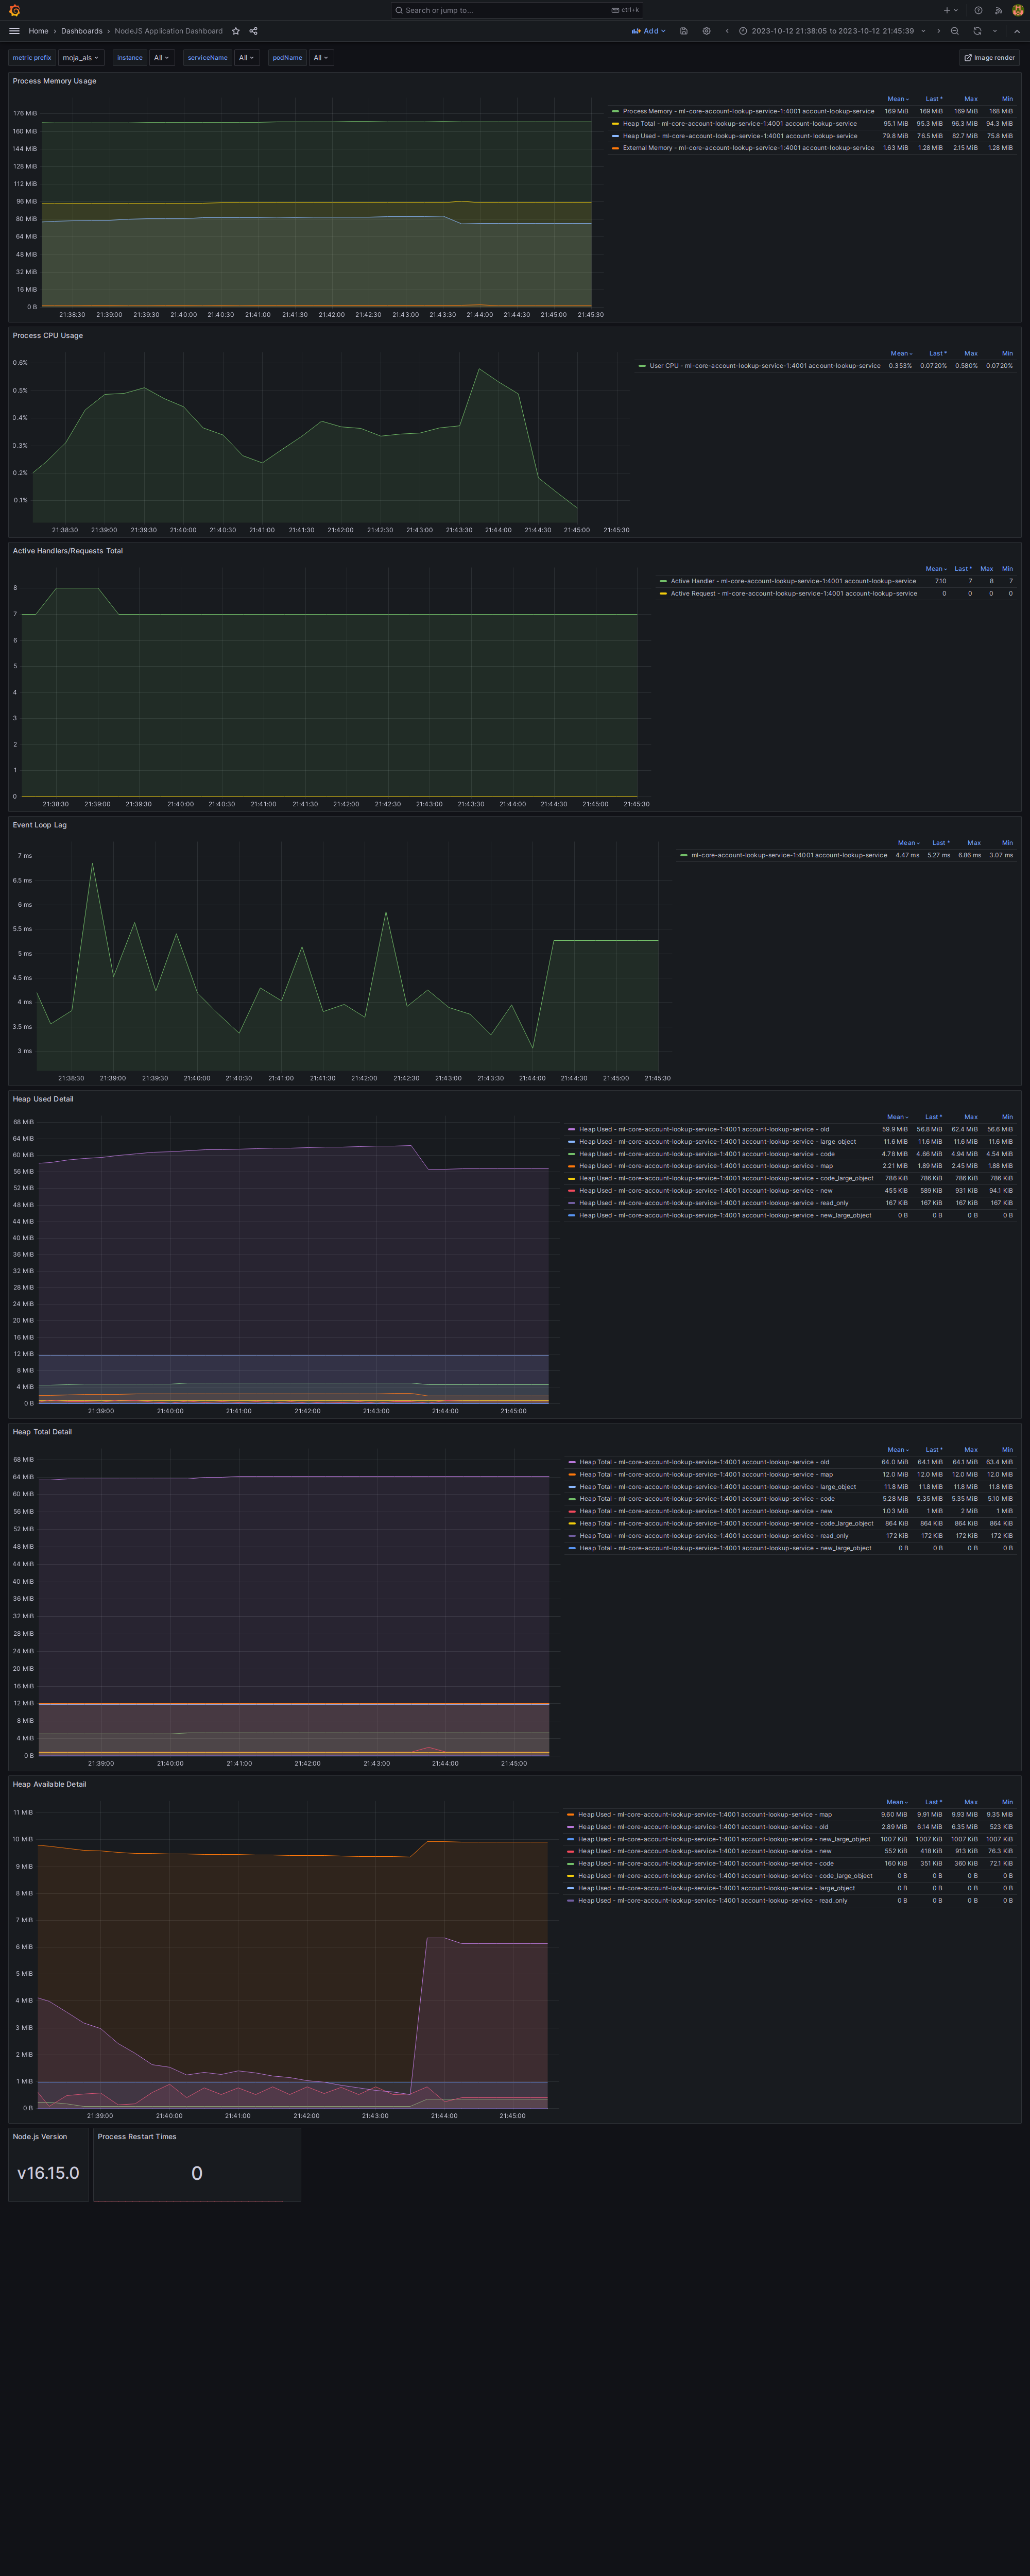 Search or jump to... ctrl+k
Home › Dashboards › NodeJS Application Dashboard Add 2023-10-12 21:38:05 to 2023-10-12 21:45:39
metric prefix moja_als instance All serviceName All podName All Image render
Process Memory Usage
Mean Last * Max Min
Process Memory - ml-core-account-lookup-service-1:4001 account-lookup-service 169 MiB 169 MiB 169 MiB 168 MiB
Heap Total - ml-core-account-lookup-service-1:4001 account-lookup-service 95.1 MiB 95.3 MiB 96.3 MiB 94.3 MiB
Heap Used - ml-core-account-lookup-service-1:4001 account-lookup-service 79.8 MiB 76.5 MiB 82.7 MiB 75.8 MiB
External Memory - ml-core-account-lookup-service-1:4001 account-lookup-service 1.63 MiB 1.28 MiB 2.15 MiB 1.28 MiB
176 MiB
160 MiB
144 MiB
128 MiB
112 MiB
96 MiB
80 MiB
64 MiB
48 MiB
32 MiB
16 MiB
0 B
21:38:30 21:39:00 21:39:30 21:40:00 21:40:30 21:41:00 21:41:30 21:42:00 21:42:30 21:43:00 21:43:30 21:44:00 21:44:30 21:45:00 21:45:30
Process CPU Usage
Mean Last * Max Min
User CPU - ml-core-account-lookup-service-1:4001 account-lookup-service 0.353% 0.0720% 0.580% 0.0720%
0.6%
0.5%
0.4%
0.3%
0.2%
0.1%
21:38:30 21:39:00 21:39:30 21:40:00 21:40:30 21:41:00 21:41:30 21:42:00 21:42:30 21:43:00 21:43:30 21:44:00 21:44:30 21:45:00 21:45:30
Active Handlers/Requests Total
Mean Last * Max Min
Active Handler - ml-core-account-lookup-service-1:4001 account-lookup-service 7.10 7 8 7
Active Request - ml-core-account-lookup-service-1:4001 account-lookup-service 0 0 0 0
8
7
6
5
4
3
2
1
0
21:38:30 21:39:00 21:39:30 21:40:00 21:40:30 21:41:00 21:41:30 21:42:00 21:42:30 21:43:00 21:43:30 21:44:00 21:44:30 21:45:00 21:45:30
Event Loop Lag
Mean Last * Max Min
ml-core-account-lookup-service-1:4001 account-lookup-service 4.47 ms 5.27 ms 6.86 ms 3.07 ms
7 ms
6.5 ms
6 ms
5.5 ms
5 ms
4.5 ms
4 ms
3.5 ms
3 ms
21:38:30 21:39:00 21:39:30 21:40:00 21:40:30 21:41:00 21:41:30 21:42:00 21:42:30 21:43:00 21:43:30 21:44:00 21:44:30 21:45:00 21:45:30
Heap Used Detail
Mean Last * Max Min
Heap Used - ml-core-account-lookup-service-1:4001 account-lookup-service - old 59.9 MiB 56.8 MiB 62.4 MiB 56.6 MiB
Heap Used - ml-core-account-lookup-service-1:4001 account-lookup-service - large_object 11.6 MiB 11.6 MiB 11.6 MiB 11.6 MiB
Heap Used - ml-core-account-lookup-service-1:4001 account-lookup-service - code 4.78 MiB 4.66 MiB 4.94 MiB 4.54 MiB
Heap Used - ml-core-account-lookup-service-1:4001 account-lookup-service - map 2.21 MiB 1.89 MiB 2.45 MiB 1.88 MiB
Heap Used - ml-core-account-lookup-service-1:4001 account-lookup-service - code_large_object 786 KiB 786 KiB 786 KiB 786 KiB
Heap Used - ml-core-account-lookup-service-1:4001 account-lookup-service - new 455 KiB 589 KiB 931 KiB 94.1 KiB
Heap Used - ml-core-account-lookup-service-1:4001 account-lookup-service - read_only 167 KiB 167 KiB 167 KiB 167 KiB
Heap Used - ml-core-account-lookup-service-1:4001 account-lookup-service - new_large_object 0 B 0 B 0 B 0 B
68 MiB
64 MiB
60 MiB
56 MiB
52 MiB
48 MiB
44 MiB
40 MiB
36 MiB
32 MiB
28 MiB
24 MiB
20 MiB
16 MiB
12 MiB
8 MiB
4 MiB
0 B
21:39:00 21:40:00 21:41:00 21:42:00 21:43:00 21:44:00 21:45:00
Heap Total Detail
Mean Last * Max Min
Heap Total - ml-core-account-lookup-service-1:4001 account-lookup-service - old 64.0 MiB 64.1 MiB 64.1 MiB 63.4 MiB
Heap Total - ml-core-account-lookup-service-1:4001 account-lookup-service - map 12.0 MiB 12.0 MiB 12.0 MiB 12.0 MiB
Heap Total - ml-core-account-lookup-service-1:4001 account-lookup-service - large_object 11.8 MiB 11.8 MiB 11.8 MiB 11.8 MiB
Heap Total - ml-core-account-lookup-service-1:4001 account-lookup-service - code 5.28 MiB 5.35 MiB 5.35 MiB 5.10 MiB
Heap Total - ml-core-account-lookup-service-1:4001 account-lookup-service - new 1.03 MiB 1 MiB 2 MiB 1 MiB
Heap Total - ml-core-account-lookup-service-1:4001 account-lookup-service - code_large_object 864 KiB 864 KiB 864 KiB 864 KiB
Heap Total - ml-core-account-lookup-service-1:4001 account-lookup-service - read_only 172 KiB 172 KiB 172 KiB 172 KiB
Heap Total - ml-core-account-lookup-service-1:4001 account-lookup-service - new_large_object 0 B 0 B 0 B 0 B
68 MiB
64 MiB
60 MiB
56 MiB
52 MiB
48 MiB
44 MiB
40 MiB
36 MiB
32 MiB
28 MiB
24 MiB
20 MiB
16 MiB
12 MiB
8 MiB
4 MiB
0 B
21:39:00 21:40:00 21:41:00 21:42:00 21:43:00 21:44:00 21:45:00
Heap Available Detail
Mean Last * Max Min
Heap Used - ml-core-account-lookup-service-1:4001 account-lookup-service - map 9.60 MiB 9.91 MiB 9.93 MiB 9.35 MiB
Heap Used - ml-core-account-lookup-service-1:4001 account-lookup-service - old 2.89 MiB 6.14 MiB 6.35 MiB 523 KiB
Heap Used - ml-core-account-lookup-service-1:4001 account-lookup-service - new_large_object 1007 KiB 1007 KiB 1007 KiB 1007 KiB
Heap Used - ml-core-account-lookup-service-1:4001 account-lookup-service - new 552 KiB 418 KiB 913 KiB 76.3 KiB
Heap Used - ml-core-account-lookup-service-1:4001 account-lookup-service - code 160 KiB 351 KiB 360 KiB 72.1 KiB
Heap Used - ml-core-account-lookup-service-1:4001 account-lookup-service - code_large_object 0 B 0 B 0 B 0 B
Heap Used - ml-core-account-lookup-service-1:4001 account-lookup-service - large_object 0 B 0 B 0 B 0 B
Heap Used - ml-core-account-lookup-service-1:4001 account-lookup-service - read_only 0 B 0 B 0 B 0 B
11 MiB
10 MiB
9 MiB
8 MiB
7 MiB
6 MiB
5 MiB
4 MiB
3 MiB
2 MiB
1 MiB
0 B
21:39:00 21:40:00 21:41:00 21:42:00 21:43:00 21:44:00 21:45:00
Node.js Version Process Restart Times
v16.15.0 0